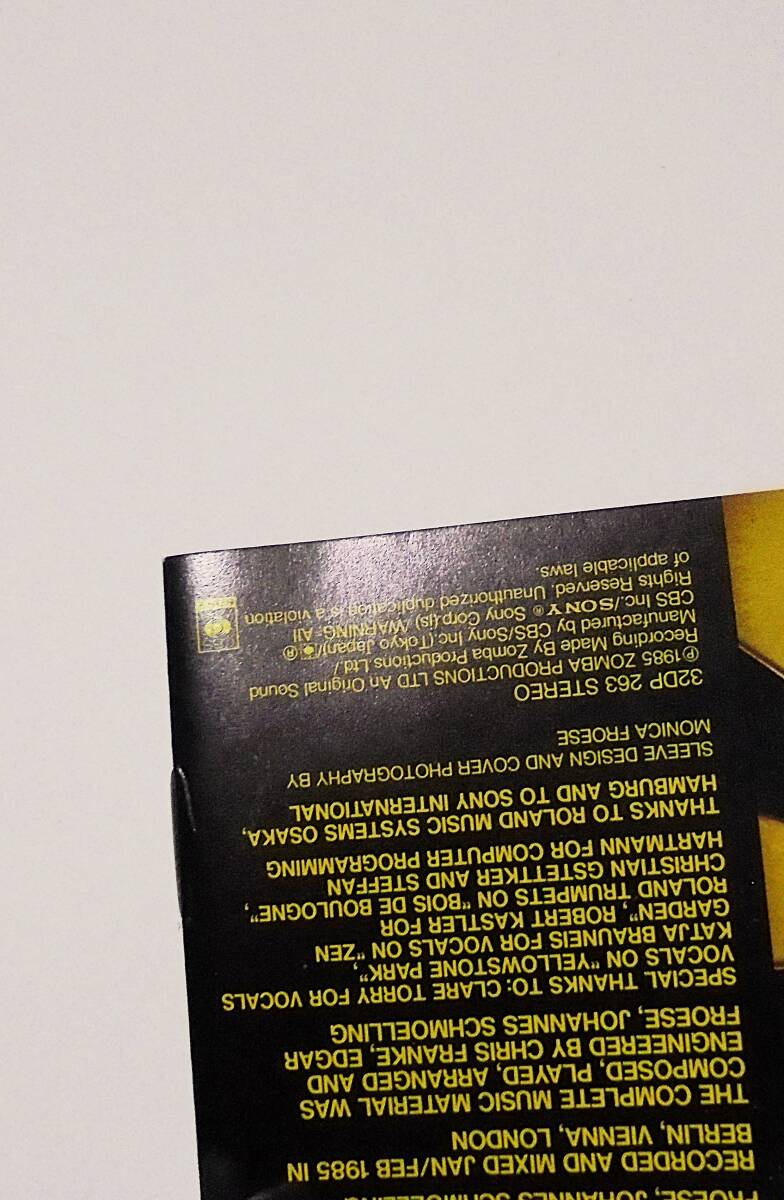 FROESE, JOHANNES SCHMOELLING
RECORDED AND MIXED JAN/FEB 1985 IN
BERLIN, VIENNA, LONDON
THE COMPLETE MUSIC MATERIAL WAS
COMPOSED, PLAYED, ARRANGED AND
ENGINEERED BY CHRIS FRANKE, EDGAR
FROESE, JOHANNES SCHMOELLING
SPECIAL THANKS TO: CLARE TORRY FOR VOCALS
VOCALS ON "YELLOWSTONE PARK",
KATJA BRAUNEIS FOR VOCALS ON "ZEN
GARDEN", ROBERT KASTLER FOR
ROLAND TRUMPETS ON "BOIS DE BOULOGNE",
CHRISTIAN GSTETTKER AND STEFFAN
HARTMANN FOR COMPUTER PROGRAMMING
THANKS TO ROLAND MUSIC SYSTEMS OSAKA,
HAMBURG AND TO SONY INTERNATIONAL
SLEEVE DESIGN AND COVER PHOTOGRAPHY BY
MONICA FROESE
32DP 263 STEREO
℗1985 ZOMBA PRODUCTIONS LTD An Original Sound
Recording Made By Zomba Productions Ltd /
Manufactured by CBS/Sony Inc. (Tokyo Japan)/ ®
CBS Inc./SONY ® Sony Corp.(js) /WARNING: All
Rights Reserved. Unauthorized duplication is a violation
of applicable laws.